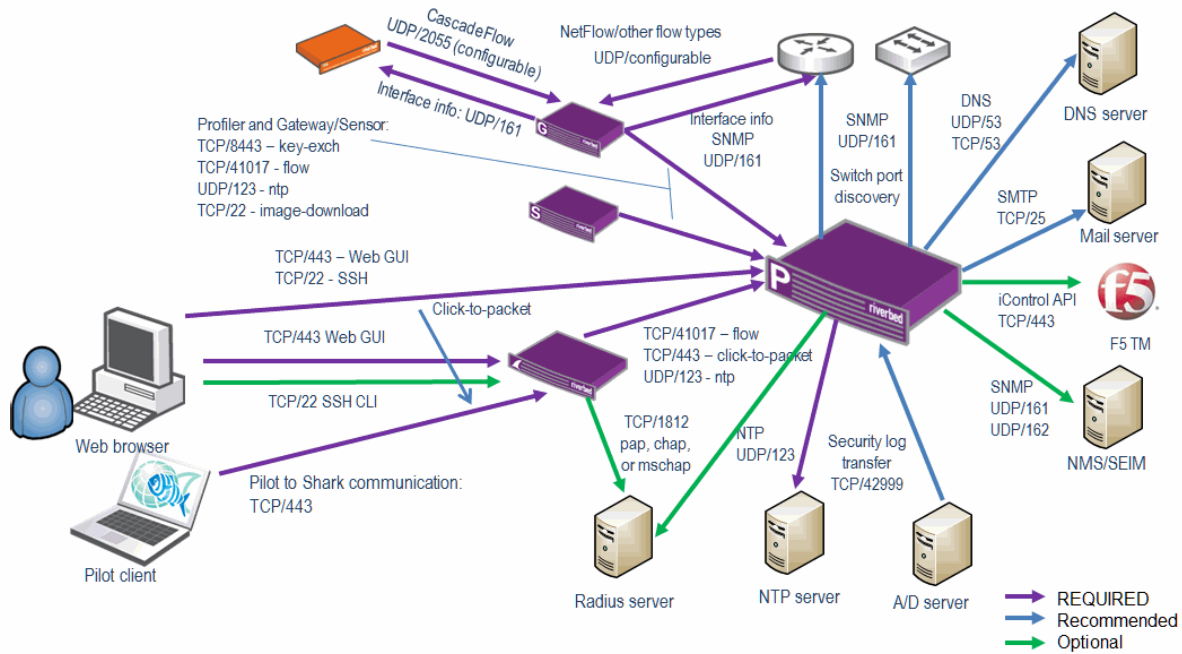 CascadeFlow
UDP/2055 (configurable)
Interface info: UDP/161
NetFlow/other flow types
UDP/configurable
riverbed
G
riverbed
Interface info
SNMP
UDP/161
SNMP
UDP/161
Switch port
discovery
DNS
UDP/53
TCP/53
DNS server
SMTP
TCP/25
Mail server
Profiler and Gateway/Sensor:
TCP/8443 – key-exch
TCP/41017 - flow
UDP/123 - ntp
TCP/22 - image-download
S
riverbed
P
riverbed
iControl API
TCP/443
f5
F5 TM
SNMP
UDP/161
UDP/162
NMS/SEIM
TCP/443 – Web GUI
TCP/22 - SSH
Click-to-packet
TCP/443 Web GUI
TCP/22 SSH CLI
Web browser
riverbed
TCP/41017 – flow
TCP/443 – click-to-packet
UDP/123 - ntp
Pilot to Shark communication:
TCP/443
Pilot client
TCP/1812
pap, chap,
or mschap
Radius server
NTP
UDP/123
NTP server
Security log
transfer
TCP/42999
A/D server
REQUIRED
Recommended
Optional